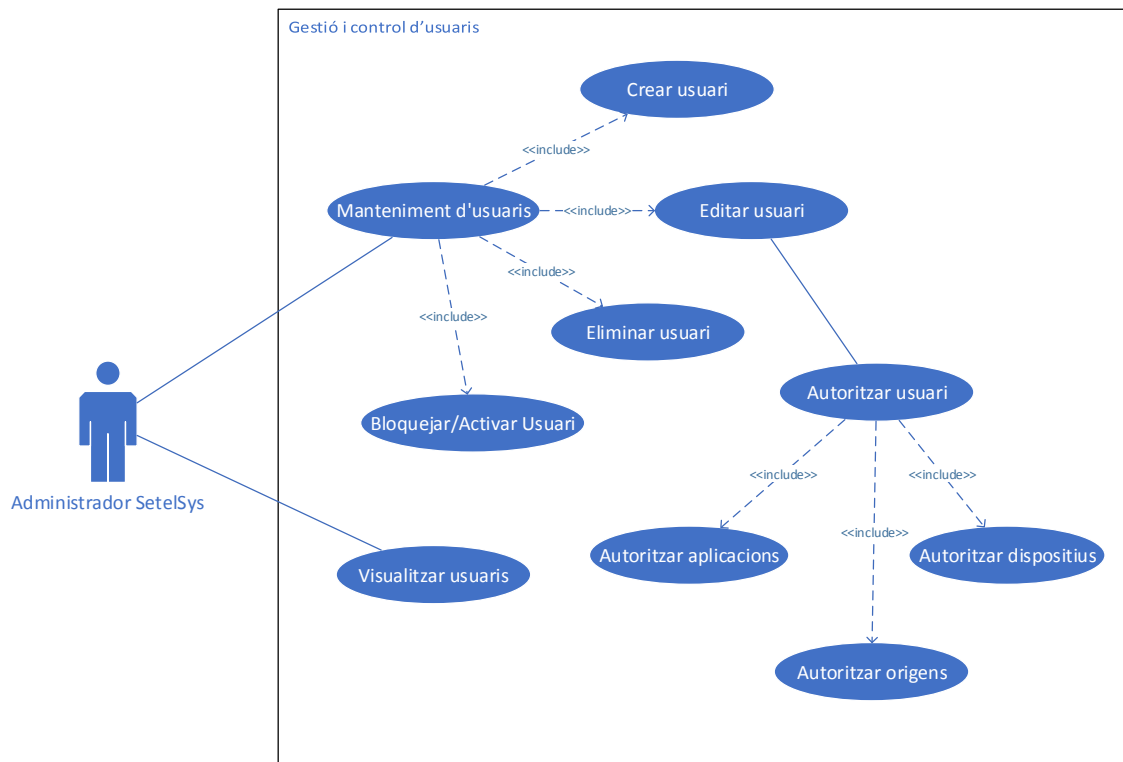 Gestió i control d’usuaris
Crear usuari
<<include>>
Manteniment d'usuaris
<<include>>
Editar usuari
<<include>>
<<include>>
Eliminar usuari
Autoritzar usuari
Bloquejar/Activar Usuari
<<include>>
<<include>>
Administrador SetelSys
<<include>>
Autoritzar aplicacions
Autoritzar dispositius
Visualitzar usuaris
Autoritzar origens